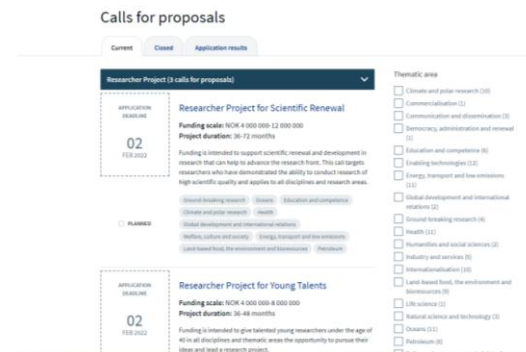 Calls for proposals
Current
Closed
Application results
Researcher Project (3 calls for proposals)
APPLICATION
DEADLINE
02
FEB 2022
PLANNED
Researcher Project for Scientific Renewal
Funding scale: NOK 4 000 000-12 000 000
Project duration: 36-72 months
Funding is intended to support scientific renewal and development in
research that can help to advance the research front. This call targets
researchers who have demonstrated the ability to conduct research of
high scientific quality and applies to all disciplines and research areas.
Ground-breaking research
Oceans
Education and competence
Climate and polar research
Health
Global development and international relations
Welfare, culture and society
Energy, transport and low emissions
Land-based food, the environment and bioresources
Petroleum
APPLICATION
DEADLINE
02
FEB 2022
Researcher Project for Young Talents
Funding scale: NOK 4 000 000-8 000 000
Project duration: 36-48 months
Funding is intended to give talented young researchers under the age of
40 in all disciplines and thematic areas the opportunity to pursue their
ideas and lead a research project.
Thematic area
Climate and polar research (10)
Commercialisation (1)
Communication and dissemination (3)
Democracy, administration and renewal
(1)
Education and competence (6)
Enabling technologies (12)
Energy, transport and low emissions
(11)
Global development and international
relations (2)
Ground-breaking research (4)
Health (11)
Humanities and social sciences (2)
Industry and services (5)
Internationalisation (10)
Land-based food, the environment and
bioresources (9)
Life science (1)
Natural science and technology (3)
Oceans (11)
Petroleum (6)